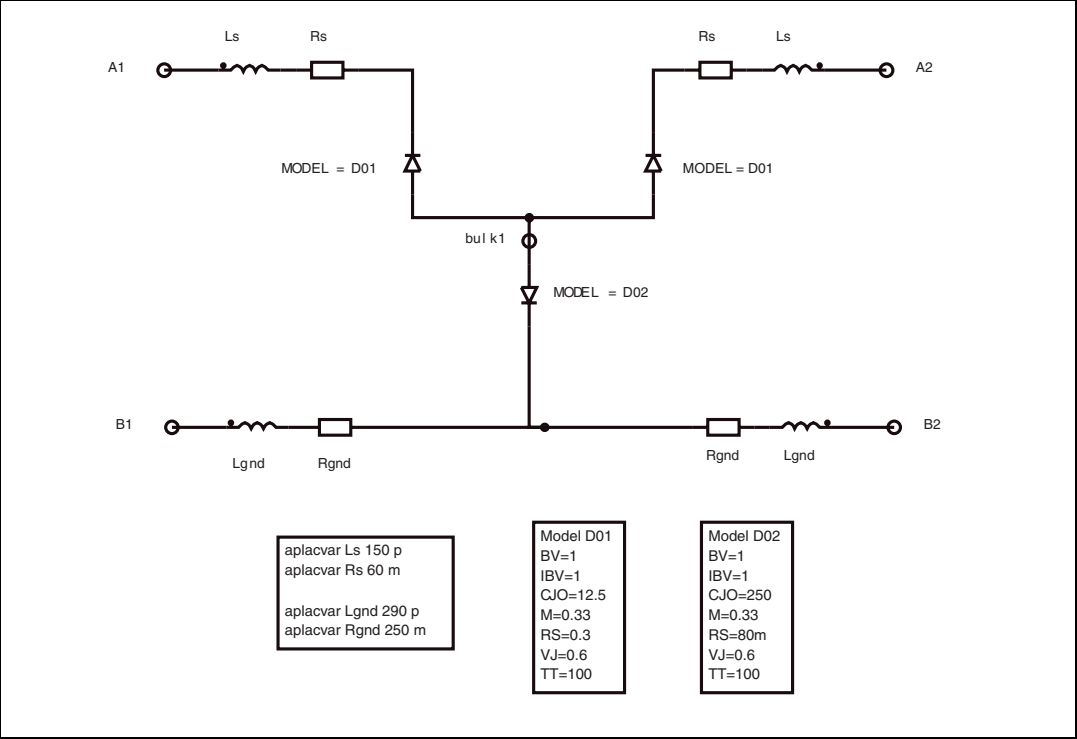 Ls
Rs
Rs
Ls
A1
A2
MODEL = D01
MODEL = D01
bulk1
MODEL = D02
B1
B2
Lgnd
Rgnd
Rgnd
Lgnd
aplacvar Ls 150 p
aplacvar Rs 60 m
aplacvar Lgnd 290 p
aplacvar Rgnd 250 m
Model D01
BV=1
IBV=1
CJO=12.5
M=0.33
RS=0.3
VJ=0.6
TT=100
Model D02
BV=1
IBV=1
CJO=250
M=0.33
RS=80m
VJ=0.6
TT=100